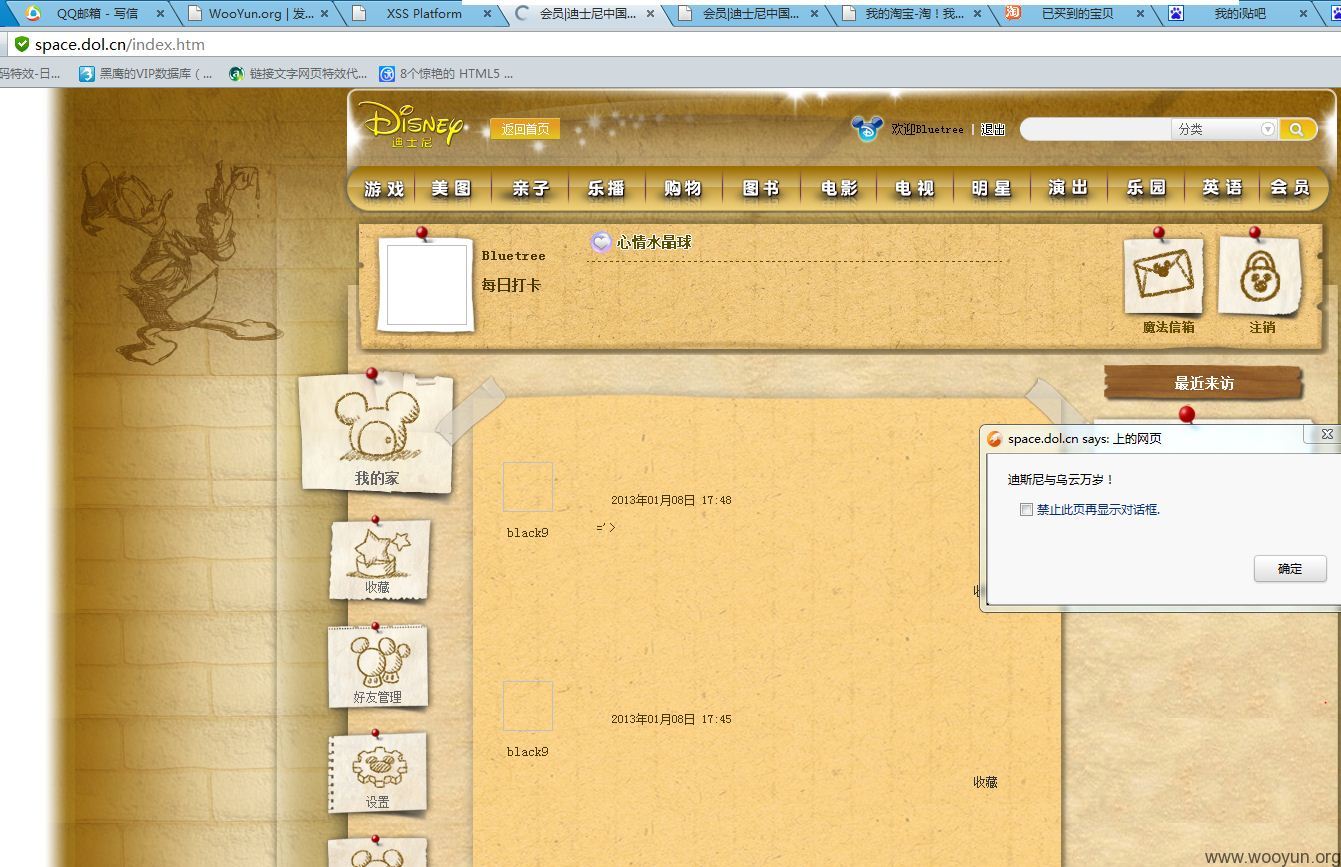 QQ邮箱 - 写信
WooYun.org | 发...
XSS Platform
会员|迪士尼中国...
会员|迪士尼中国...
我的淘宝-淘！我...
已买到的宝贝
我的i贴吧
space.dol.cn/index.htm
码特效-日...
黑鹰的VIP数据库（ ...
链接文字网页特效代...
8个惊艳的 HTML5 ...
DISNEY
迪士尼
返回首页
欢迎Bluetree | 退出
分类
游戏
美图
亲子
乐播
购物
图书
电影
电视
明星
演出
乐园
英语
会员
Bluetree
每日打卡
心情水晶球
魔法信箱
注销
最近来访
我的家
收藏
好友管理
设置
2013年01月08日 17:48
='>
black9
2013年01月08日 17:45
black9
收藏
space.dol.cn says: 上的网页
迪斯尼与乌云万岁！
禁止此页再显示对话框.
确定
www.wooyun.org